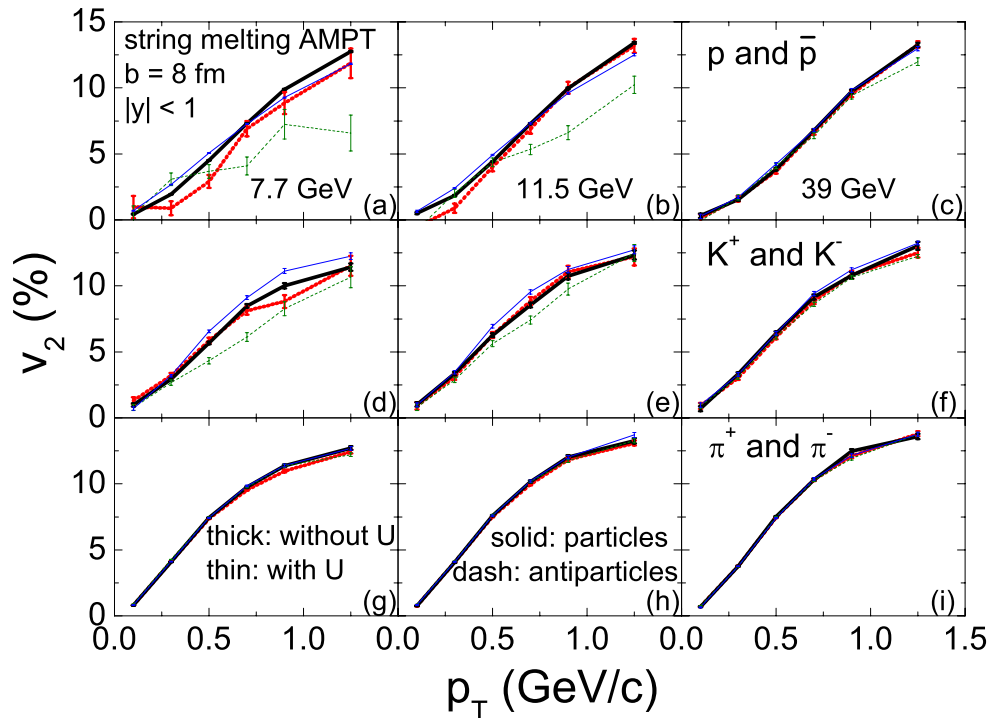 15
string melting AMPT
b = 8 fm
|y| < 1
p and p̄
10
5
0
7.7 GeV
(a)
11.5 GeV
(b)
39 GeV
(c)
K⁺ and K⁻
10
5
0
(d)
(e)
(f)
π⁺ and π⁻
10
5
0
thick: without U
thin: with U
(g)
solid: particles
dash: antiparticles
(h)
(i)
v₂ (%)
0.0 0.5 1.0 0.0 0.5 1.0 0.0 0.5 1.0 1.5
p_T (GeV/c)